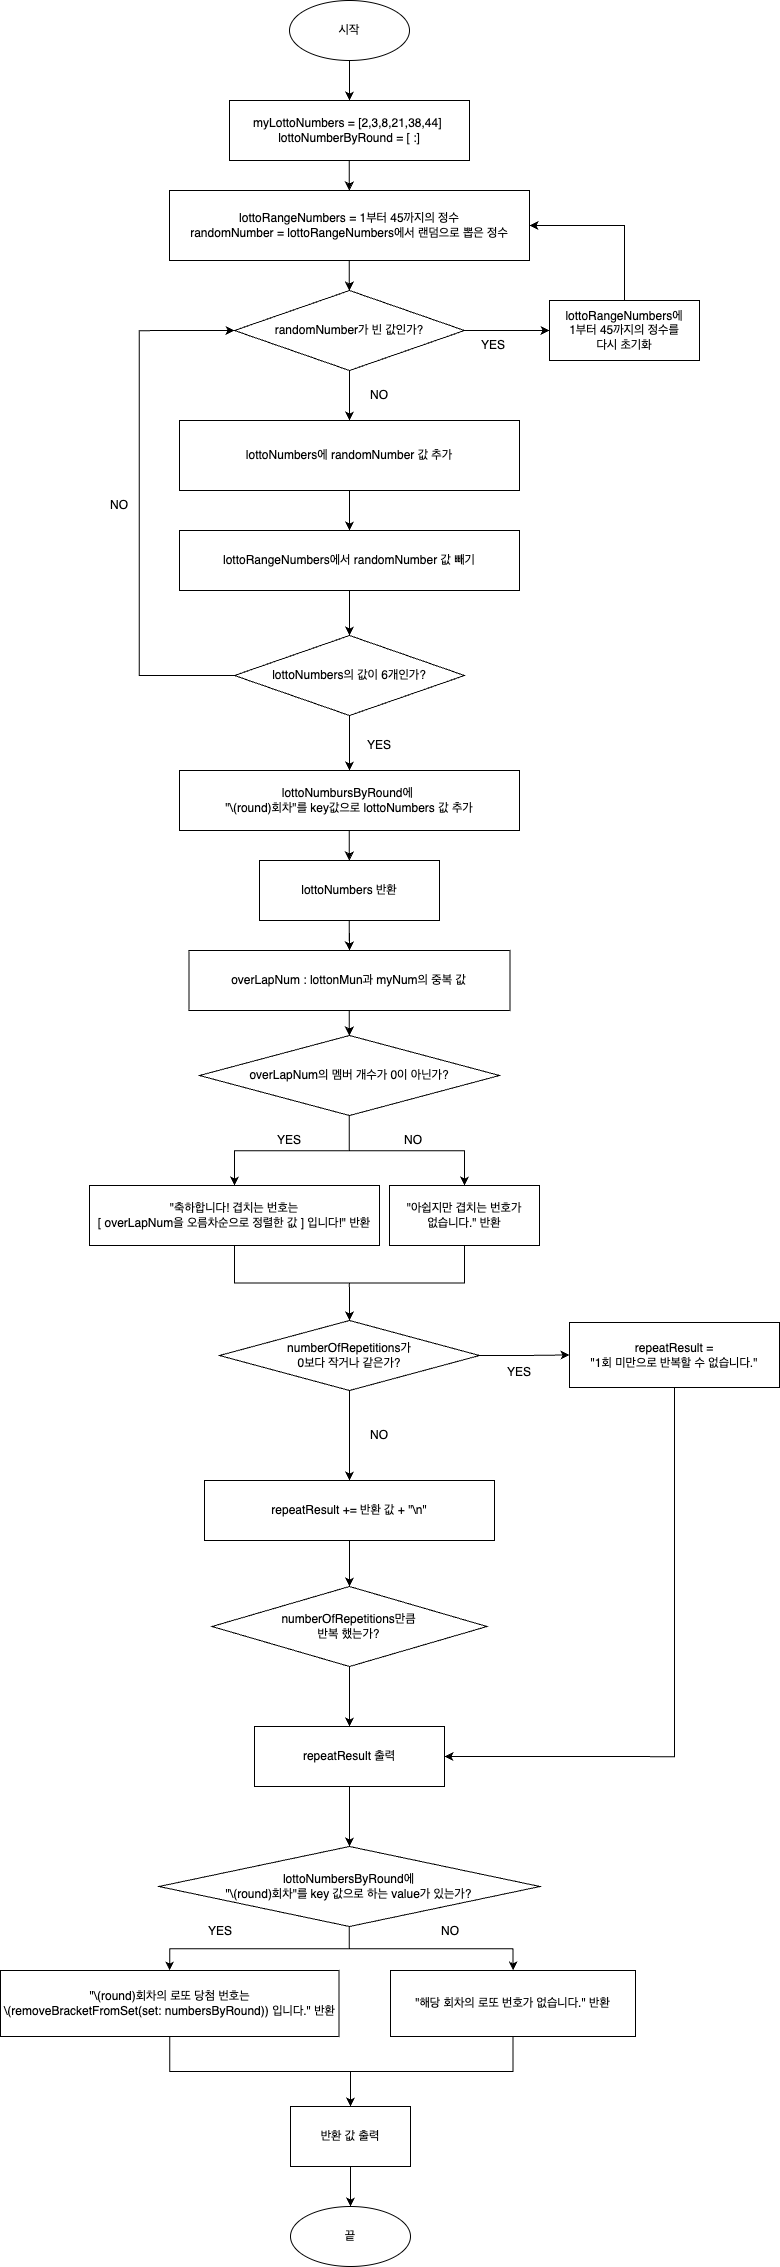 시작
myLottoNumbers = [2,3,8,21,38,44]
lottoNumberByRound = [ :]
lottoRangeNumbers = 1부터 45까지의 정수
randomNumber = lottoRangeNumbers에서 랜덤으로 뽑은 정수
randomNumber가 빈 값인가?
YES
lottoRangeNumbers에
1부터 45까지의 정수를
다시 초기화
NO
lottoNumbers에 randomNumber 값 추가
NO
lottoRangeNumbers에서 randomNumber 값 빼기
lottoNumbers의 값이 6개인가?
YES
lottoNumbursByRound에
"\(round)회차"를 key값으로 lottoNumbers 값 추가
lottoNumbers 반환
overLapNum : lottonMun과 myNum의 중복 값
overLapNum의 멤버 개수가 0이 아닌가?
YES
NO
"축하합니다! 겹치는 번호는
[ overLapNum을 오름차순으로 정렬한 값 ] 입니다!" 반환
"아쉽지만 겹치는 번호가
없습니다." 반환
numberOfRepetitions가
0보다 작거나 같은가?
YES
repeatResult =
"1회 미만으로 반복할 수 없습니다."
NO
repeatResult += 반환 값 + "\n"
numberOfRepetitions만큼
반복 했는가?
repeatResult 출력
lottoNumbersByRound에
"\(round)회차"를 key 값으로 하는 value가 있는가?
YES
NO
"\(round)회차의 로또 당첨 번호는
\(removeBracketFromSet(set: numbersByRound)) 입니다." 반환
"해당 회차의 로또 번호가 없습니다." 반환
반환 값 출력
끝